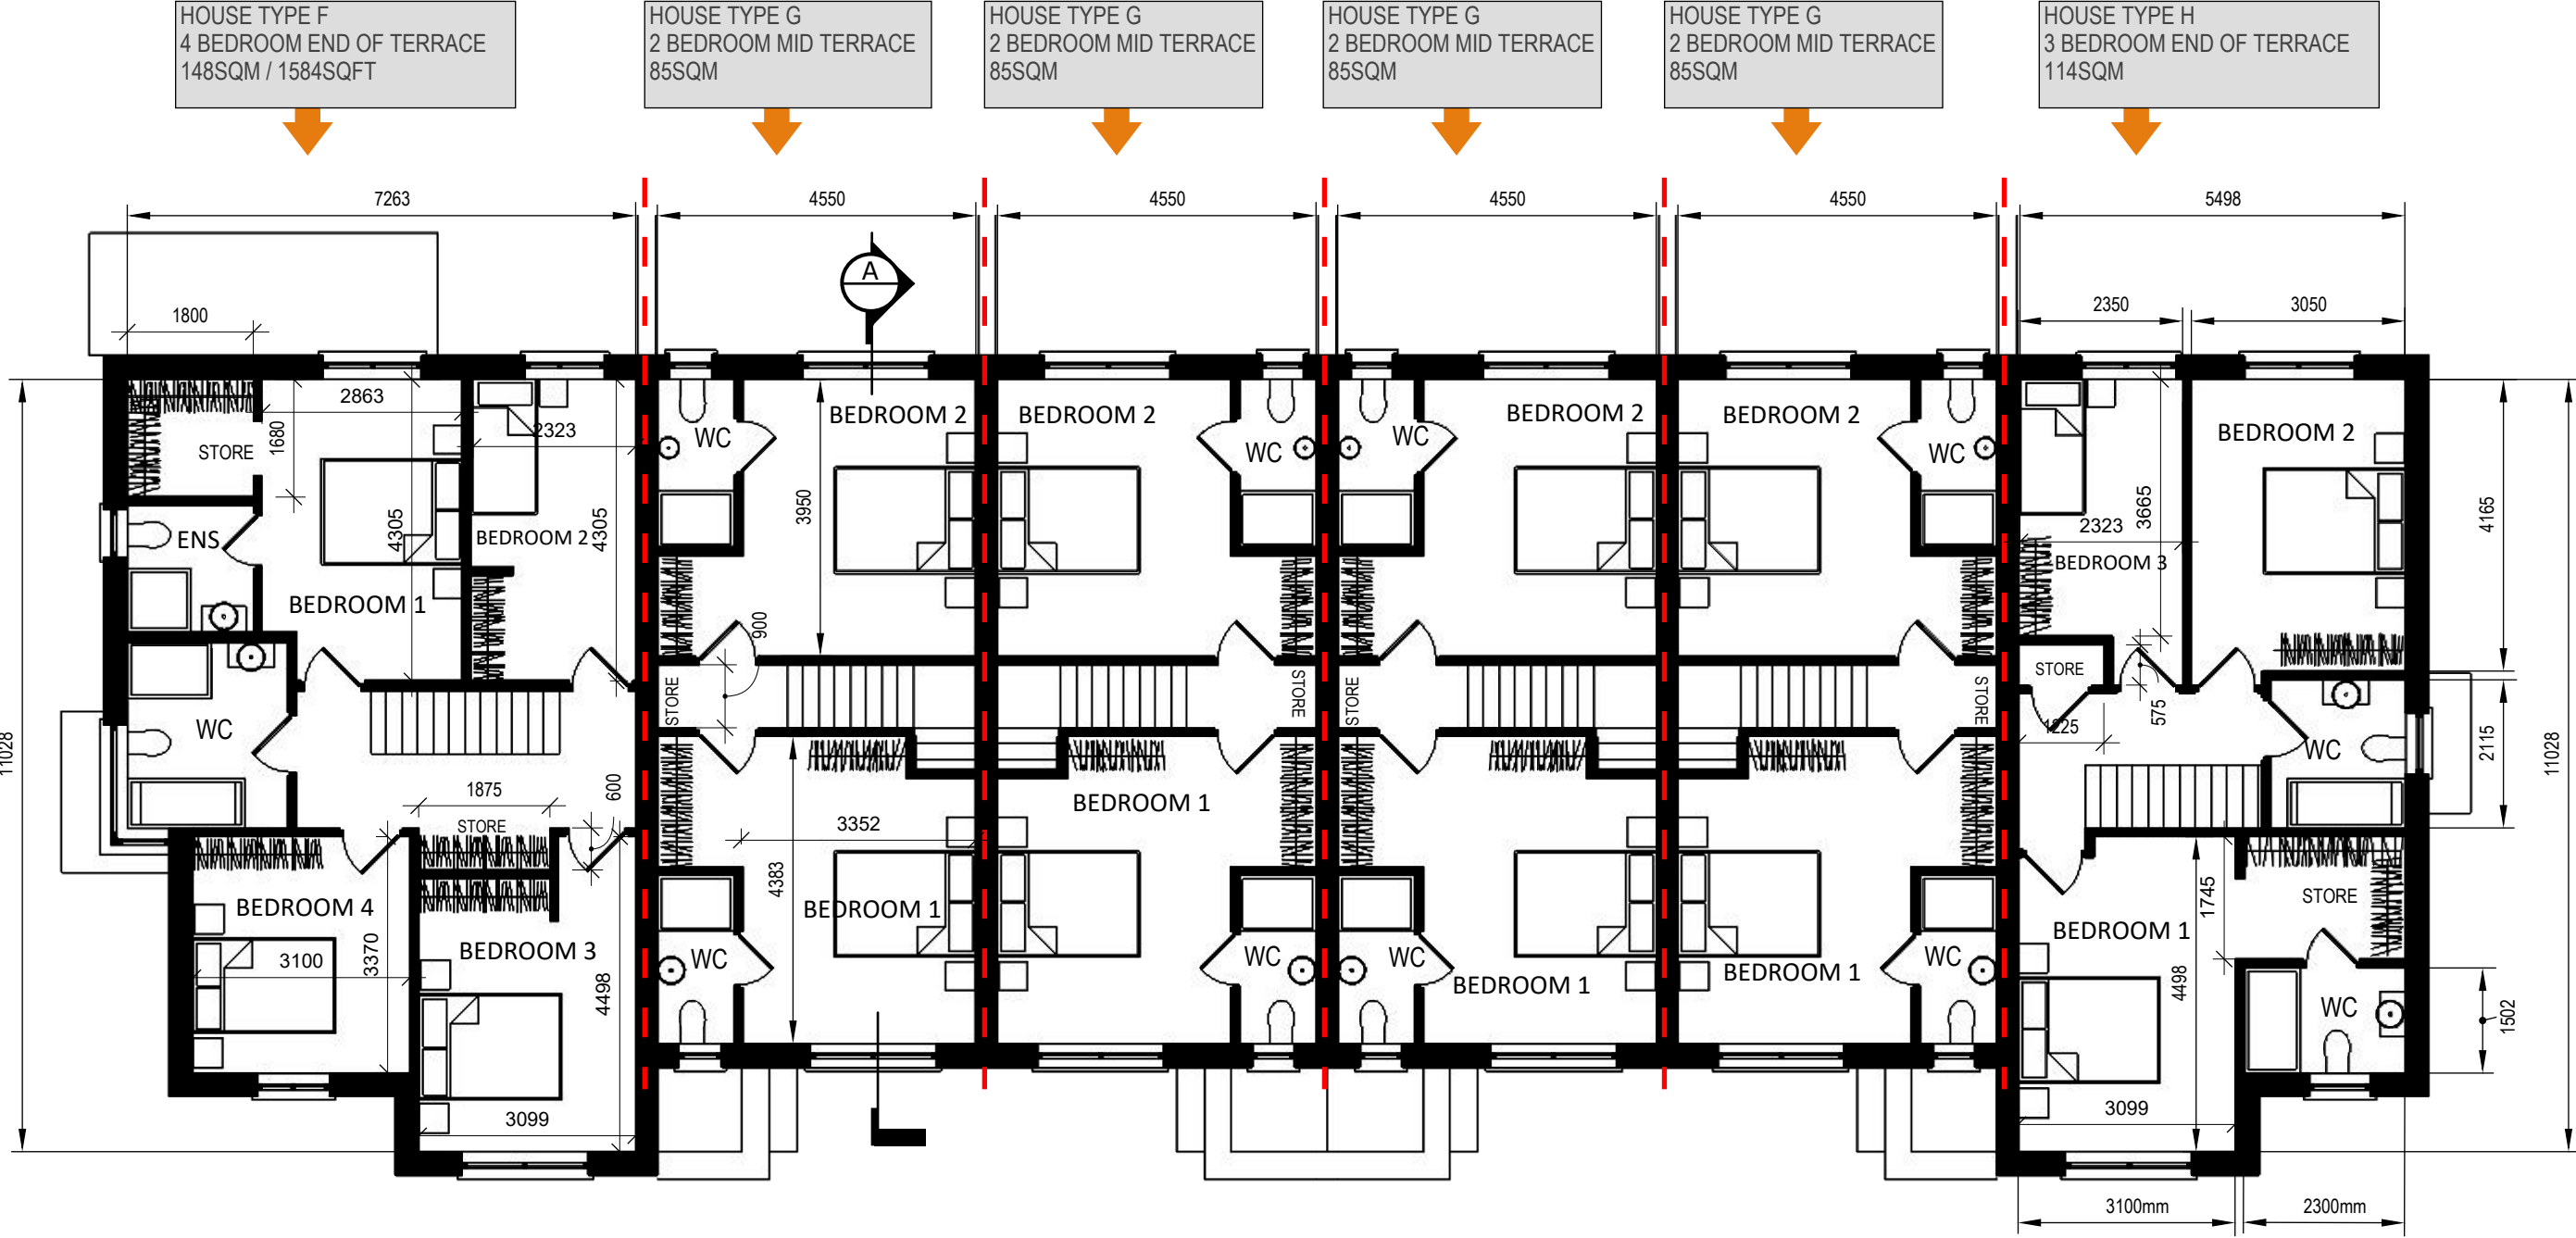 HOUSE TYPE F
4 BEDROOM END OF TERRACE
148SQM / 1584SQFT
HOUSE TYPE G
2 BEDROOM MID TERRACE
85SQM
HOUSE TYPE G
2 BEDROOM MID TERRACE
85SQM
HOUSE TYPE G
2 BEDROOM MID TERRACE
85SQM
HOUSE TYPE G
2 BEDROOM MID TERRACE
85SQM
HOUSE TYPE H
3 BEDROOM END OF TERRACE
114SQM
7263
4550
4550
4550
4550
5498
A
1800
2350
3050
2863
1680
STORE
2323
4305
4305
ENS
BEDROOM 2
BEDROOM 1
WC
11028
1875
STORE
600
BEDROOM 4
3100
3370
BEDROOM 3
4498
3099
BEDROOM 2
WC
3950
900
STORE
3352
4383
BEDROOM 1
WC
BEDROOM 2
WC
STORE
BEDROOM 1
WC
WC
BEDROOM 2
STORE
WC
BEDROOM 1
BEDROOM 2
WC
STORE
WC
BEDROOM 1
BEDROOM 2
3665
2323
BEDROOM 3
4165
STORE
1225
575
WC
2115
11028
1745
STORE
BEDROOM 1
4498
WC
1502
3099
3100mm
2300mm